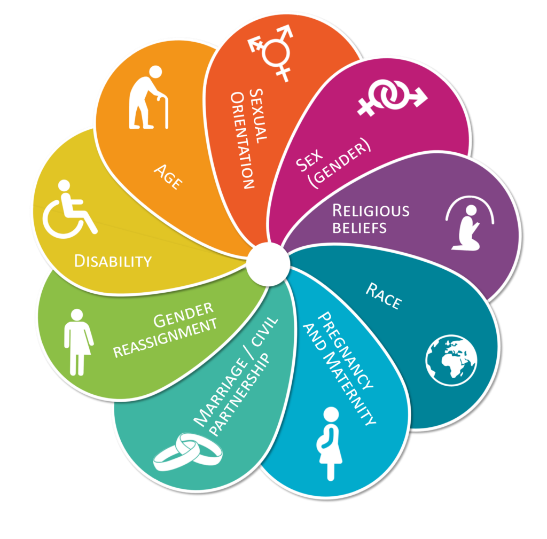 Sexual
Orientation
Sex
(gender)
Religious
beliefs
Race
Pregnancy
and Maternity
Marriage / civil
partnership
Gender
reassignment
Disability
Age